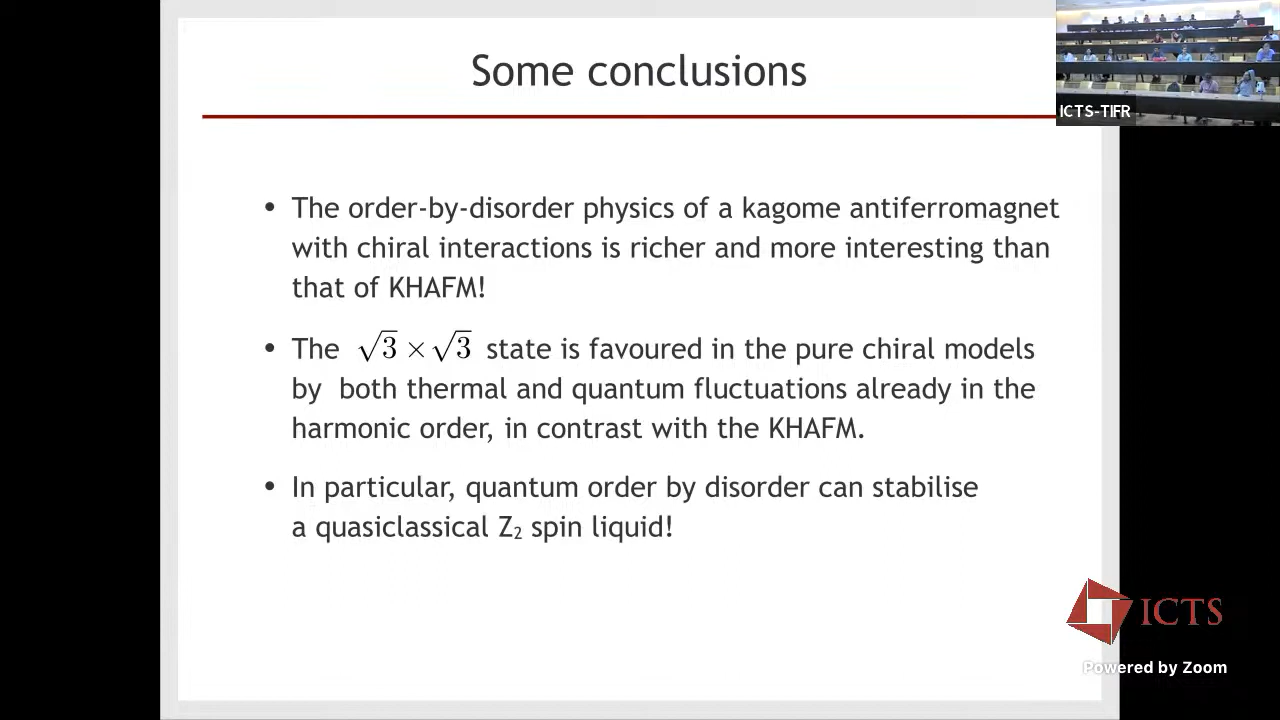 Some conclusions
ICTS-TIFR
• The order-by-disorder physics of a kagome antiferromagnet
with chiral interactions is richer and more interesting than
that of KHAFM!
• The √3 × √3 state is favoured in the pure chiral models
by both thermal and quantum fluctuations already in the
harmonic order, in contrast with the KHAFM.
• In particular, quantum order by disorder can stabilise
a quasiclassical Z₂ spin liquid!
ICTS
Powered by Zoom